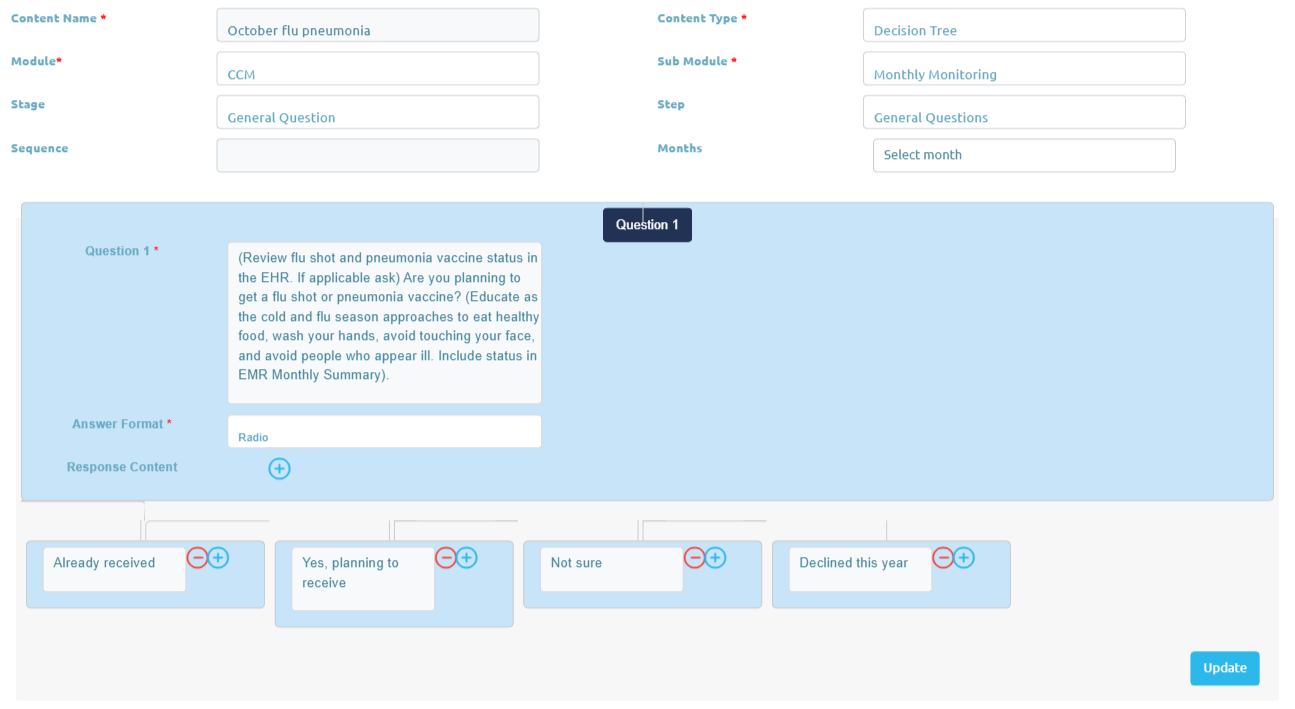 Content Name *
October flu pneumonia
Content Type *
Decision Tree
Module*
CCM
Sub Module *
Monthly Monitoring
Stage
General Question
Step
General Questions
Sequence
Months
Select month
Question 1
Question 1 *
(Review flu shot and pneumonia vaccine status in
the EHR. If applicable ask) Are you planning to
get a flu shot or pneumonia vaccine? (Educate as
the cold and flu season approaches to eat healthy
food, wash your hands, avoid touching your face,
and avoid people who appear ill. Include status in
EMR Monthly Summary).
Answer Format *
Radio
Response Content
Already received
Yes, planning to
receive
Not sure
Declined this year
Update